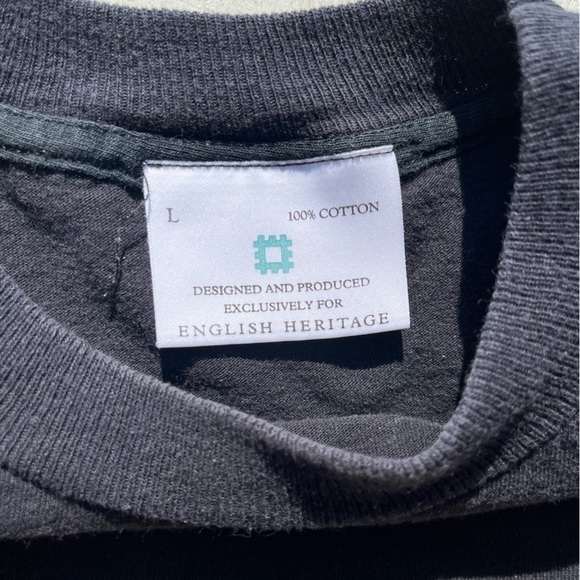 L 100% COTTON
DESIGNED AND PRODUCED
EXCLUSIVELY FOR
ENGLISH HERITAGE